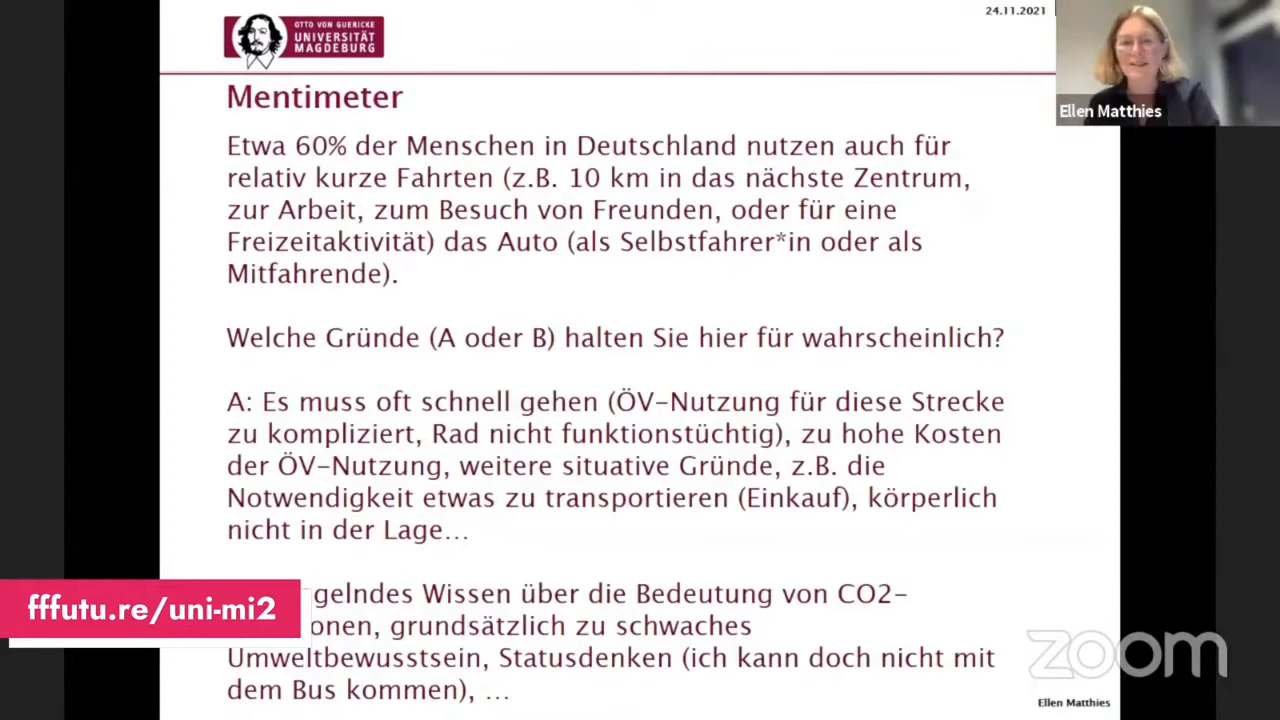 OTTO VON GUERICKE
UNIVERSITÄT
MAGDEBURG
24.11.2021
Ellen Matthies
Mentimeter
Etwa 60% der Menschen in Deutschland nutzen auch für
relativ kurze Fahrten (z.B. 10 km in das nächste Zentrum,
zur Arbeit, zum Besuch von Freunden, oder für eine
Freizeitaktivität) das Auto (als Selbstfahrer*in oder als
Mitfahrende).
Welche Gründe (A oder B) halten Sie hier für wahrscheinlich?
A: Es muss oft schnell gehen (ÖV-Nutzung für diese Strecke
zu kompliziert, Rad nicht funktionstüchtig), zu hohe Kosten
der ÖV-Nutzung, weitere situative Gründe, z.B. die
Notwendigkeit etwas zu transportieren (Einkauf), körperlich
nicht in der Lage...
gelndes Wissen über die Bedeutung von CO2-
onen, grundsätzlich zu schwaches
Umweltbewusstsein, Statusdenken (ich kann doch nicht mit
dem Bus kommen), ...
fffutu.re/uni-mi2
zoom
Ellen Matthies